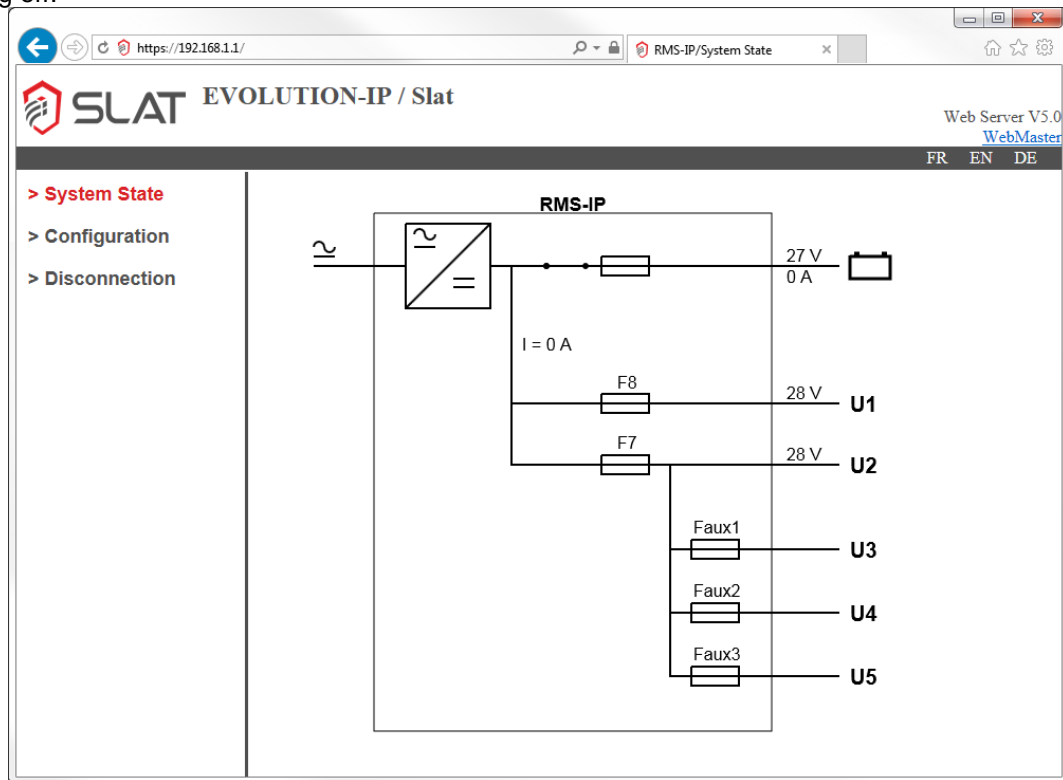 https://192.168.1.1/
RMS-IP/System State
SLAT
EVOLUTION-IP / Slat
Web Server V5.0
WebMaster
FR EN DE
> System State
> Configuration
> Disconnection
RMS-IP
27 V
0 A
I = 0 A
F8
28 V
U1
F7
28 V
U2
Faux1
U3
Faux2
U4
Faux3
U5